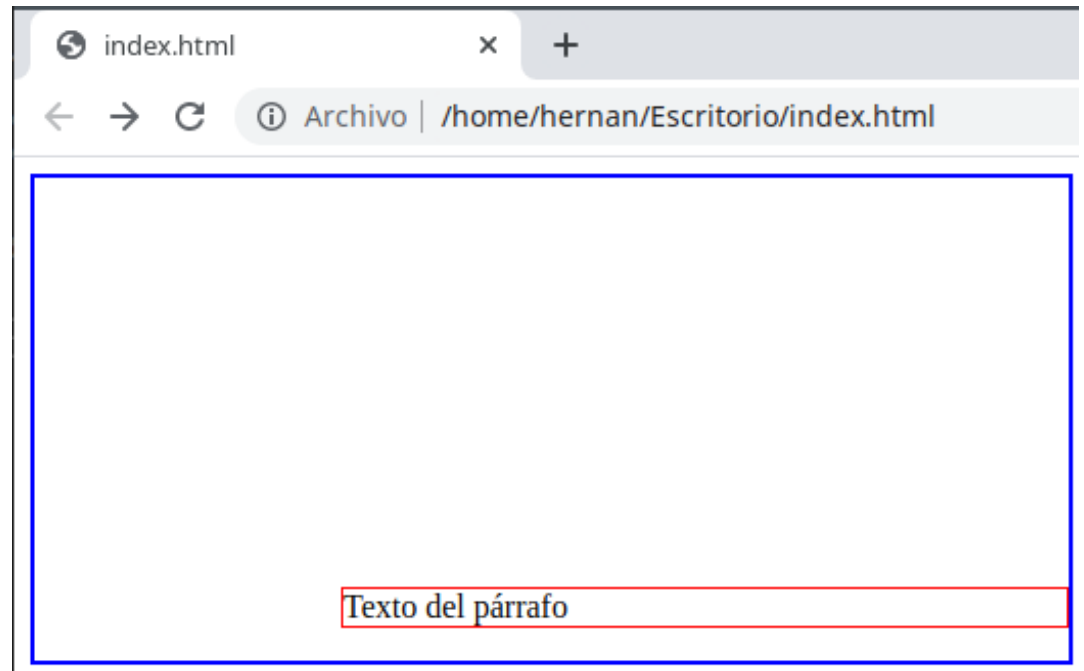 index.html
Archivo | /home/hernan/Escritorio/index.html
Texto del párrafo